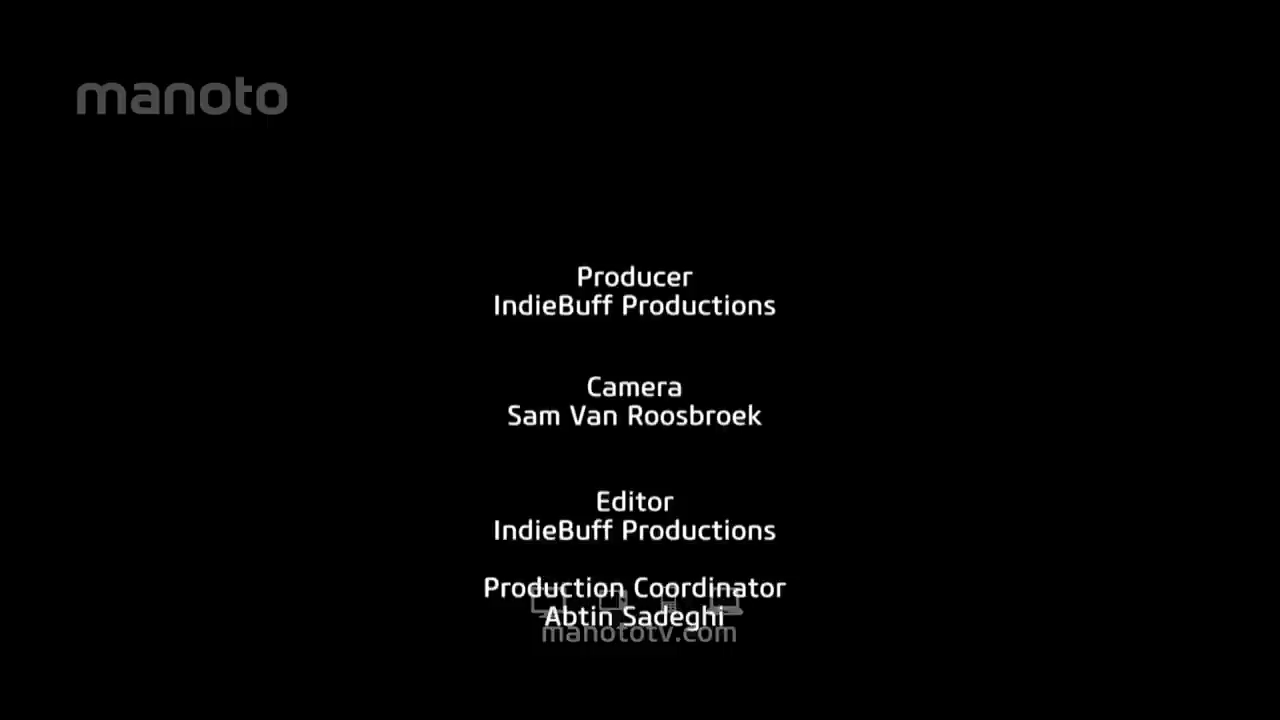 manoto
Producer
IndieBuff Productions
Camera
Sam Van Roosbroek
Editor
IndieBuff Productions
Production Coordinator
Abtin Sadeghi
manototv.com